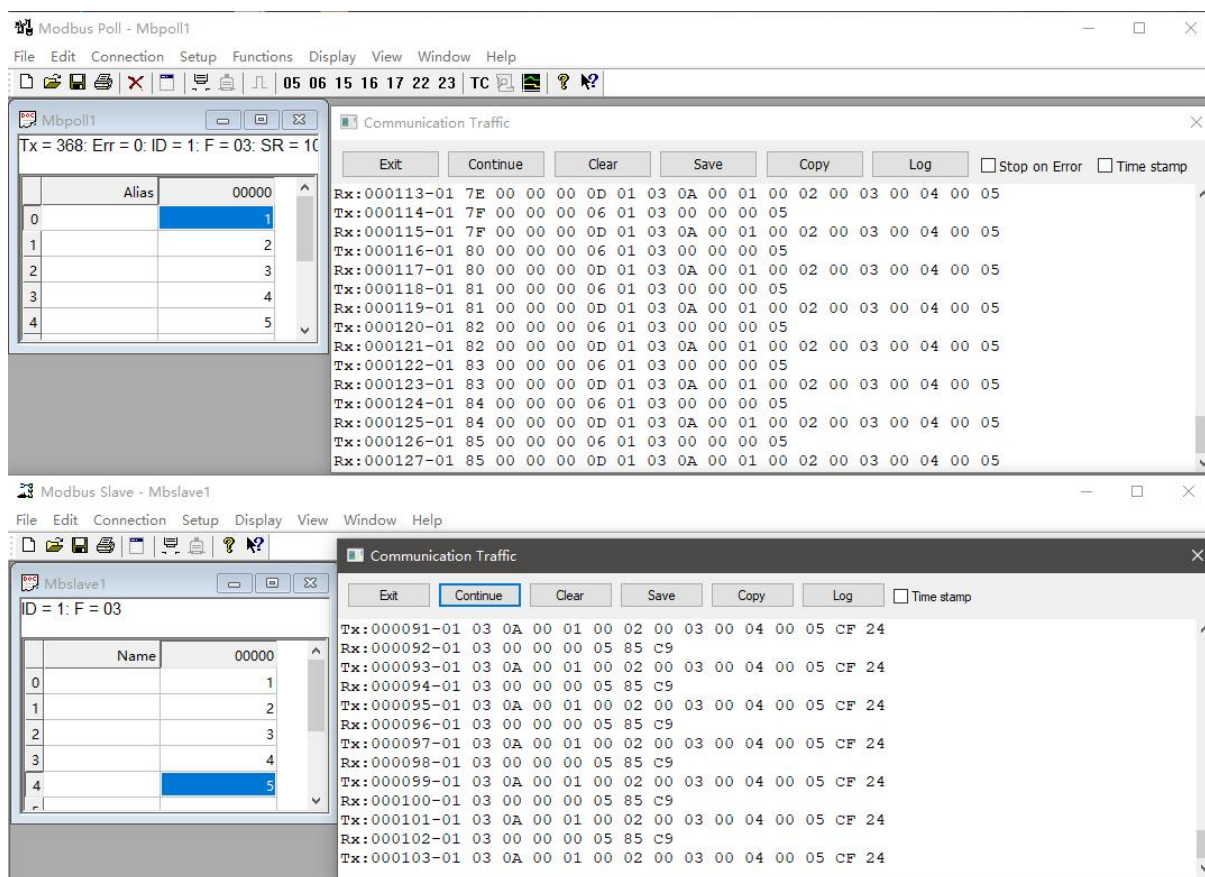 Modbus Poll - Mbpoll1
File Edit Connection Setup Functions Display View Window Help
05 06 15 16 17 22 23 TC
Mbpoll1
Tx = 368: Err = 0: ID = 1: F = 03: SR = 10
Alias 00000
0 1
1 2
2 3
3 4
4 5
Communication Traffic
Exit Continue Clear Save Copy Log Stop on Error Time stamp
Rx:000113-01 7E 00 00 00 0D 01 03 0A 00 01 00 02 00 03 00 04 00 05
Tx:000114-01 7F 00 00 00 06 01 03 00 00 00 05
Rx:000115-01 7F 00 00 00 0D 01 03 0A 00 01 00 02 00 03 00 04 00 05
Tx:000116-01 80 00 00 00 06 01 03 00 00 00 05
Rx:000117-01 80 00 00 00 0D 01 03 0A 00 01 00 02 00 03 00 04 00 05
Tx:000118-01 81 00 00 00 06 01 03 00 00 00 05
Rx:000119-01 81 00 00 00 0D 01 03 0A 00 01 00 02 00 03 00 04 00 05
Tx:000120-01 82 00 00 00 06 01 03 00 00 00 05
Rx:000121-01 82 00 00 00 0D 01 03 0A 00 01 00 02 00 03 00 04 00 05
Tx:000122-01 83 00 00 00 06 01 03 00 00 00 05
Rx:000123-01 83 00 00 00 0D 01 03 0A 00 01 00 02 00 03 00 04 00 05
Tx:000124-01 84 00 00 00 06 01 03 00 00 00 05
Rx:000125-01 84 00 00 00 0D 01 03 0A 00 01 00 02 00 03 00 04 00 05
Tx:000126-01 85 00 00 00 06 01 03 00 00 00 05
Rx:000127-01 85 00 00 00 0D 01 03 0A 00 01 00 02 00 03 00 04 00 05
Modbus Slave - Mbslave1
File Edit Connection Setup Display View Window Help
Mbslave1
ID = 1: F = 03
Name 00000
0 1
1 2
2 3
3 4
4 5
Communication Traffic
Exit Continue Clear Save Copy Log Time stamp
Tx:000091-01 03 0A 00 01 00 02 00 03 00 04 00 05 CF 24
Rx:000092-01 03 00 00 00 05 85 C9
Tx:000093-01 03 0A 00 01 00 02 00 03 00 04 00 05 CF 24
Rx:000094-01 03 00 00 00 05 85 C9
Tx:000095-01 03 0A 00 01 00 02 00 03 00 04 00 05 CF 24
Rx:000096-01 03 00 00 00 05 85 C9
Tx:000097-01 03 0A 00 01 00 02 00 03 00 04 00 05 CF 24
Rx:000098-01 03 00 00 00 05 85 C9
Tx:000099-01 03 0A 00 01 00 02 00 03 00 04 00 05 CF 24
Rx:000100-01 03 00 00 00 05 85 C9
Tx:000101-01 03 0A 00 01 00 02 00 03 00 04 00 05 CF 24
Rx:000102-01 03 00 00 00 05 85 C9
Tx:000103-01 03 0A 00 01 00 02 00 03 00 04 00 05 CF 24